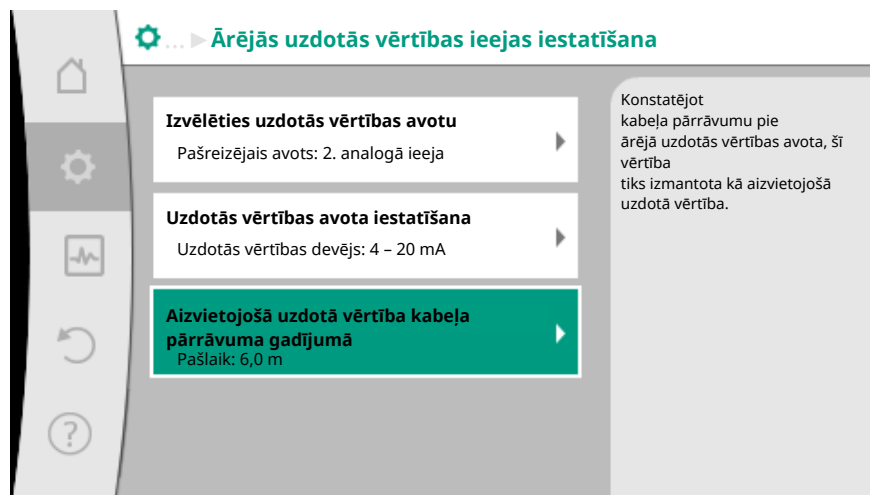 ... ▶ Ārējās uzdotās vērtības ieejas iestatīšana
Izvēlēties uzdotās vērtības avotu
Pašreizējais avots: 2. analogā ieeja
Uzdotās vērtības avota iestatīšana
Uzdotās vērtības devējs: 4 – 20 mA
Aizvietojošā uzdotā vērtība kabeļa
pārrāvuma gadījumā
Pašlaik: 6,0 m
Konstatējot
kabeļa pārrāvumu pie
ārējā uzdotās vērtības avota, šī
vērtība
tiks izmantota kā aizvietojošā
uzdotā vērtība.
?